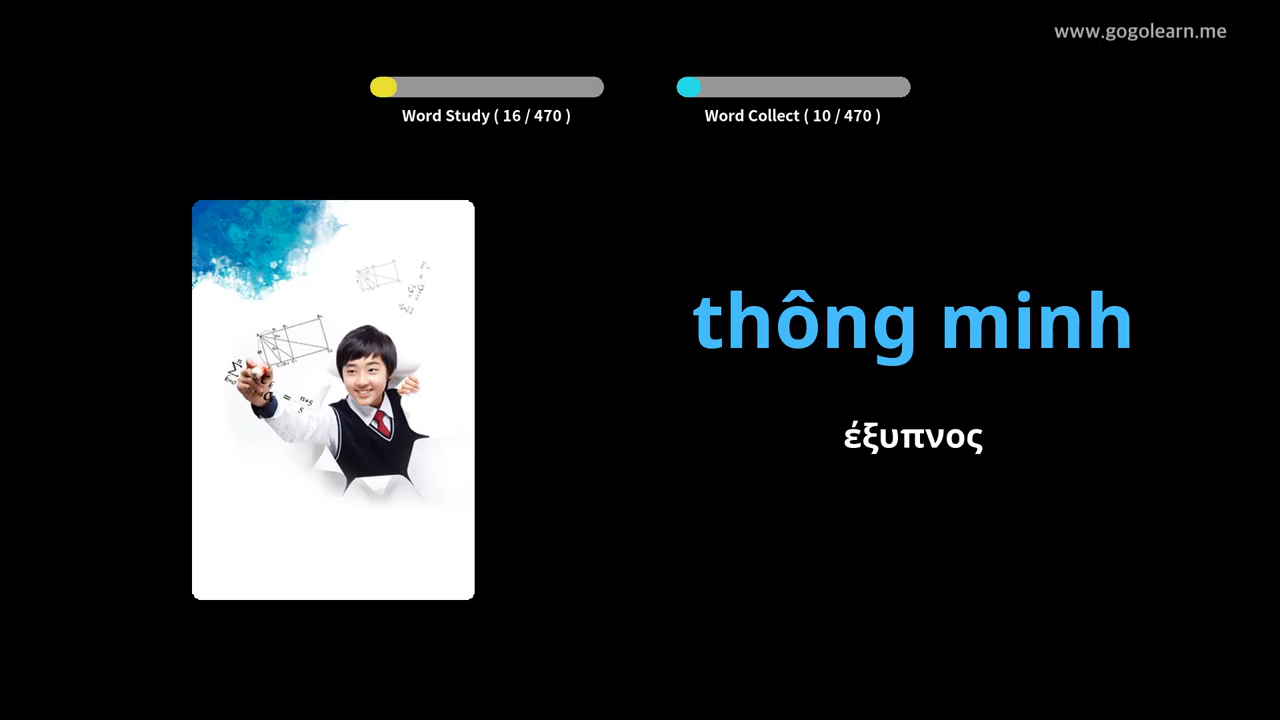 www.gogolearn.me
Word Study ( 16 / 470 )
Word Collect ( 10 / 470 )
thông minh
έξυπνος